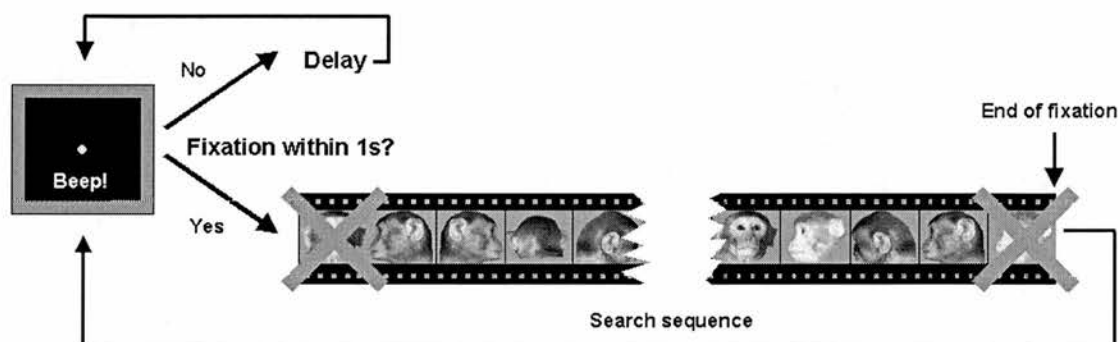 No
Delay
End of fixation
Fixation within 1s?
Beep!
Yes
Search sequence